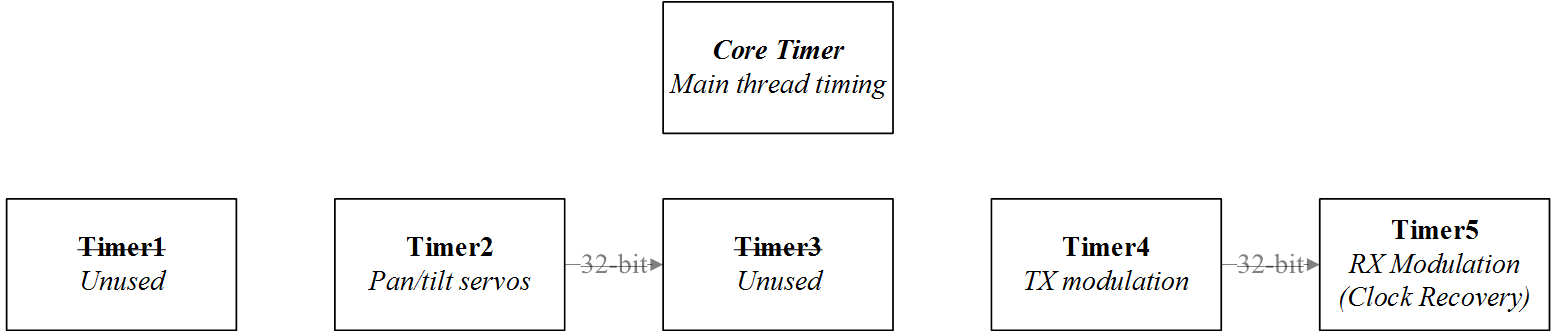 Core Timer
Main thread timing
Timer1
Unused
Timer2
Pan/tilt servos
32-bit
Timer3
Unused
Timer4
TX modulation
32-bit
Timer5
RX Modulation
(Clock Recovery)